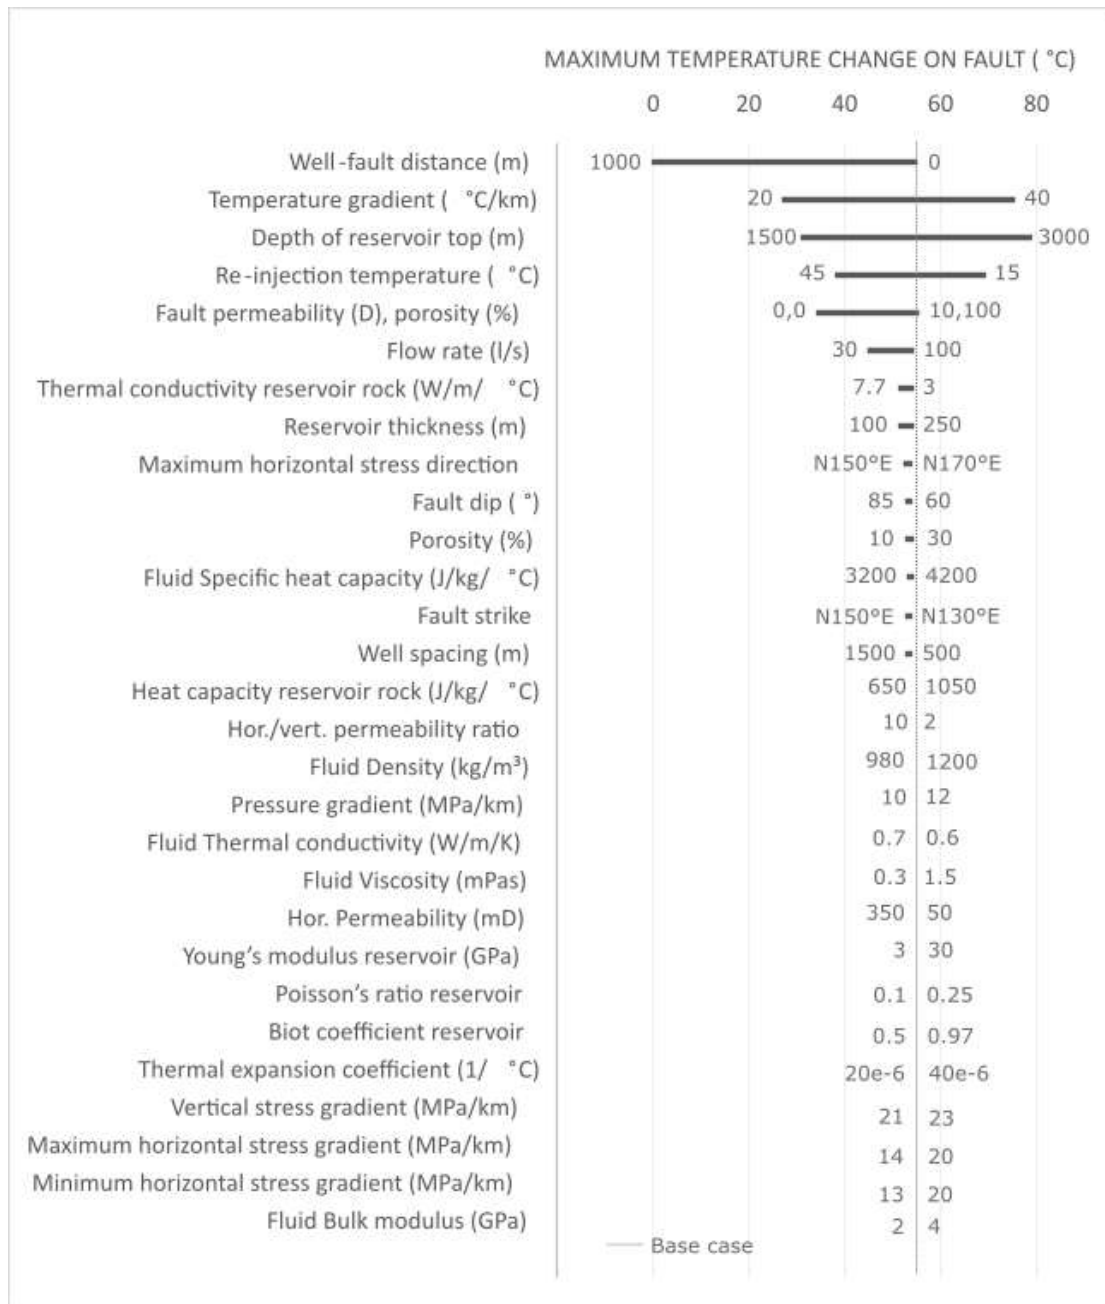 MAXIMUM TEMPERATURE CHANGE ON FAULT ( °C)
0 20 40 60 80
Well-fault distance (m) 1000 0
Temperature gradient ( °C/km) 20 40
Depth of reservoir top (m) 1500 3000
Re-injection temperature ( °C) 45 15
Fault permeability (D), porosity (%) 0,0 10,100
Flow rate (l/s) 30 100
Thermal conductivity reservoir rock (W/m/ °C) 7.7 3
Reservoir thickness (m) 100 250
Maximum horizontal stress direction N150°E N170°E
Fault dip ( °) 85 60
Porosity (%) 10 30
Fluid Specific heat capacity (J/kg/ °C) 3200 4200
Fault strike N150°E N130°E
Well spacing (m) 1500 500
Heat capacity reservoir rock (J/kg/ °C) 650 1050
Hor./vert. permeability ratio 10 2
Fluid Density (kg/m³) 980 1200
Pressure gradient (MPa/km) 10 12
Fluid Thermal conductivity (W/m/K) 0.7 0.6
Fluid Viscosity (mPas) 0.3 1.5
Hor. Permeability (mD) 350 50
Young's modulus reservoir (GPa) 3 30
Poisson's ratio reservoir 0.1 0.25
Biot coefficient reservoir 0.5 0.97
Thermal expansion coefficient (1/ °C) 20e-6 40e-6
Vertical stress gradient (MPa/km) 21 23
Maximum horizontal stress gradient (MPa/km) 14 20
Minimum horizontal stress gradient (MPa/km) 13 20
Fluid Bulk modulus (GPa) 2 4
Base case